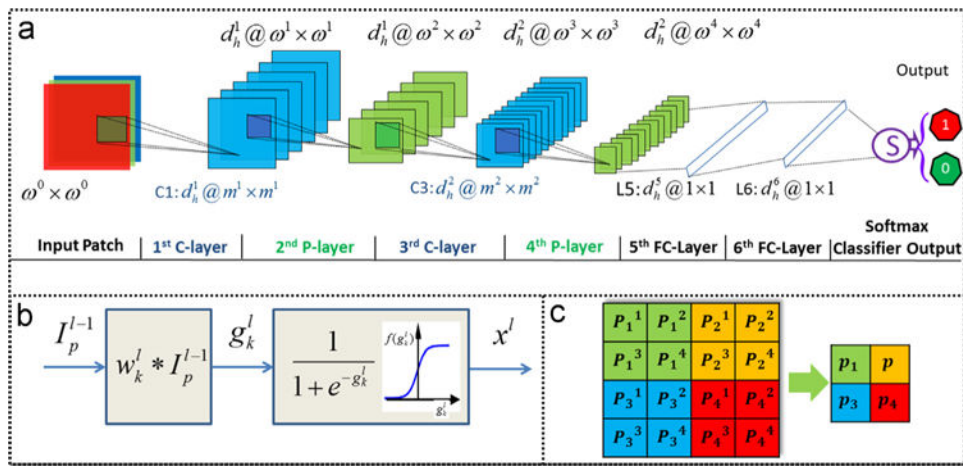 a
d_h^1 @ ω^1 × ω^1 d_h^1 @ ω^2 × ω^2 d_h^2 @ ω^3 × ω^3 d_h^2 @ ω^4 × ω^4
Output
1
S
0
ω^0 × ω^0
C1: d_h^1 @ m^1 × m^1 C3: d_h^2 @ m^2 × m^2 L5: d_h^5 @ 1×1 L6: d_h^6 @ 1×1
Input Patch 1st C-layer 2nd P-layer 3rd C-layer 4th P-layer 5th FC-Layer 6th FC-Layer Softmax
Classifier Output
b
I_p^{l-1} g_k^l x^l
w_k^l * I_p^{l-1}
1
1 + e^{-g_k^l}
f(g_k^l)
g_k^l
c
P_1^1 P_1^2 P_2^1 P_2^2
P_1^3 P_1^4 P_2^3 P_2^4
P_3^1 P_3^2 P_4^1 P_4^2
P_3^3 P_3^4 P_4^3 P_4^4
p_1 p
p_3 p_4